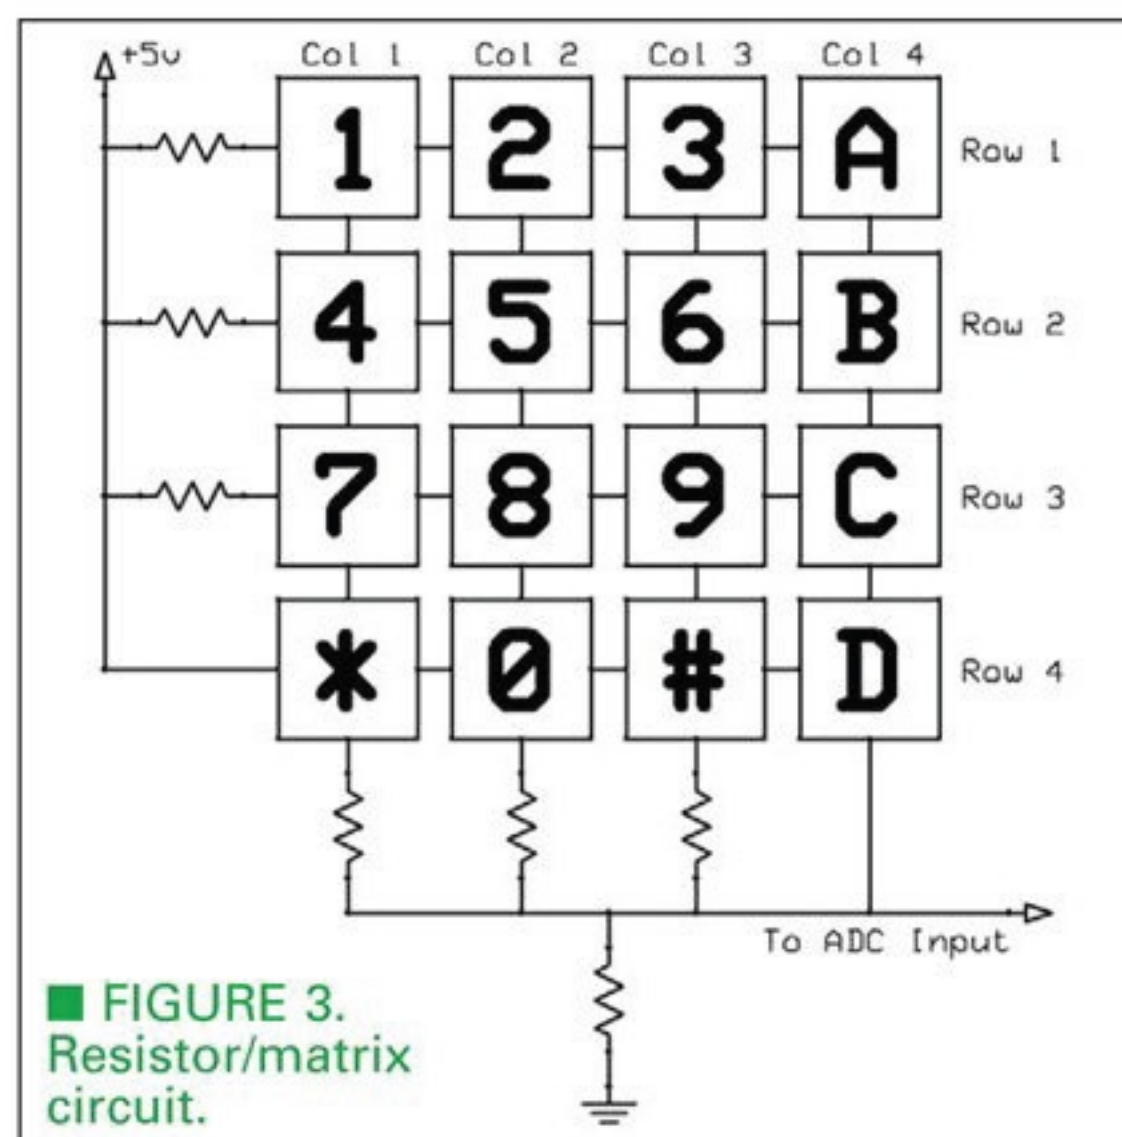 +5v Col 1 Col 2 Col 3 Col 4
1 2 3 A Row 1
4 5 6 B Row 2
7 8 9 C Row 3
* 0 # D Row 4
To ADC Input
■ FIGURE 3.
Resistor/matrix
circuit.